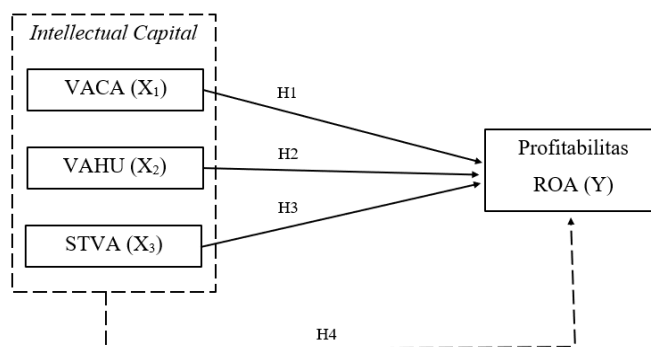 Intellectual Capital
VACA (X₁)
VAHU (X₂)
STVA (X₃)
H1
H2
H3
Profitabilitas
ROA (Y)
H4